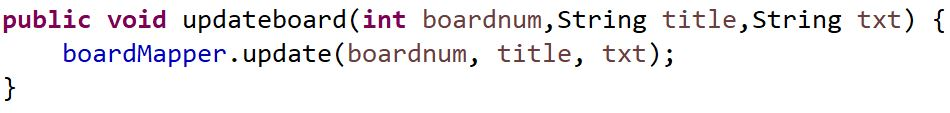 public void updateboard(int boardnum,String title,String txt) {
    boardMapper.update(boardnum, title, txt);
}